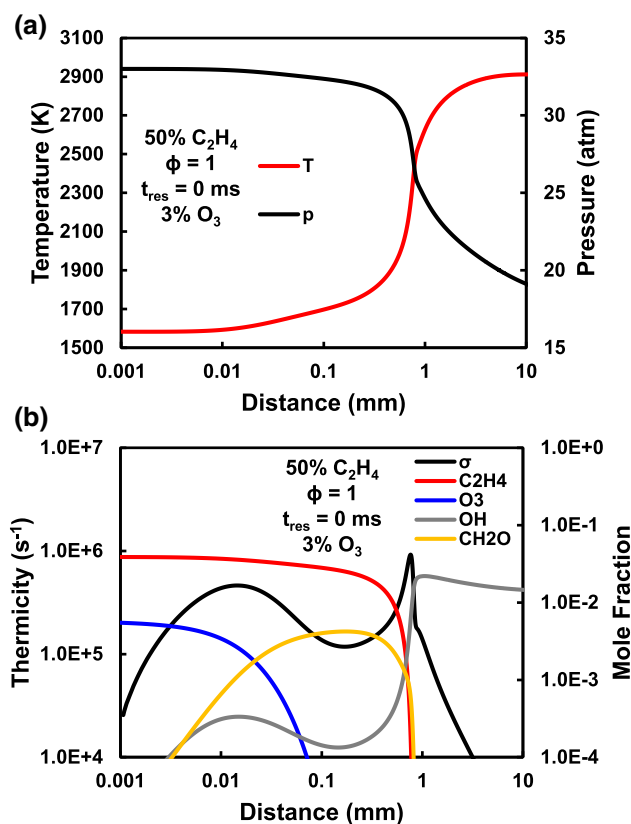 (a)
3100
2900
2700
2500
2300
2100
1900
1700
1500
Temperature (K)
50% C₂H₄
ϕ = 1
t_res = 0 ms
3% O₃
T
p
35
30
25
20
15
Pressure (atm)
0.001
0.01
0.1
1
10
Distance (mm)
(b)
1.0E+7
1.0E+6
1.0E+5
1.0E+4
Thermicity (s⁻¹)
50% C₂H₄
ϕ = 1
t_res = 0 ms
3% O₃
σ
C2H4
O3
OH
CH2O
1.0E+0
1.0E-1
1.0E-2
1.0E-3
1.0E-4
Mole Fraction
0.001
0.01
0.1
1
10
Distance (mm)